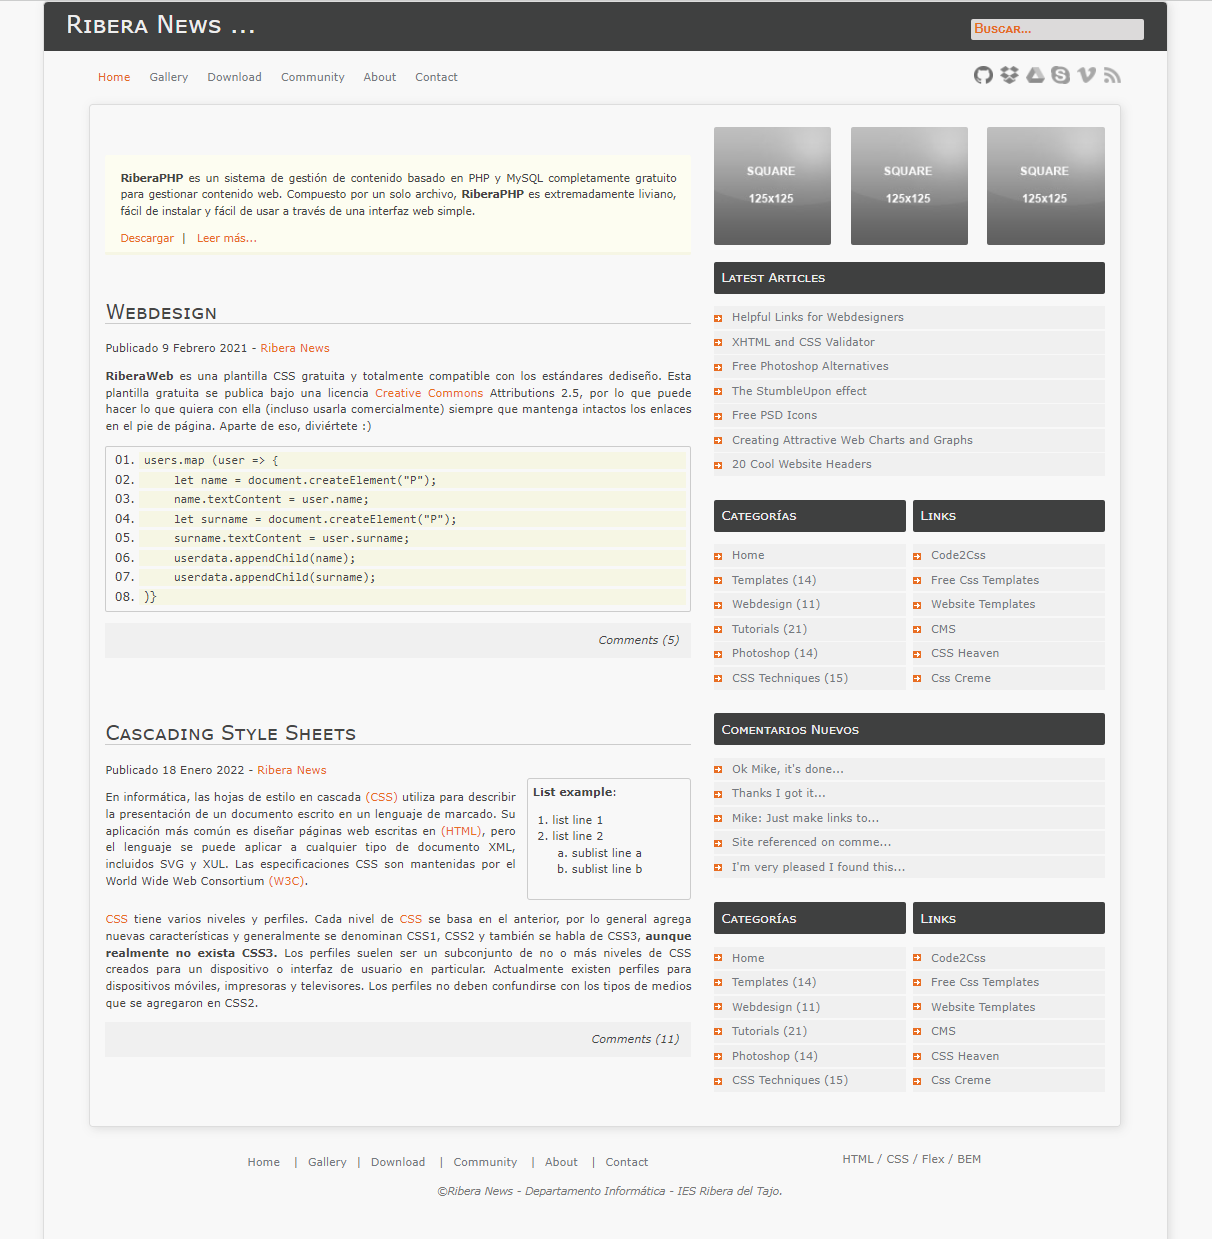 Ribera News ...
Buscar...
Home Gallery Download Community About Contact
RiberaPHP es un sistema de gestión de contenido basado en PHP y MySQL completamente gratuito
para gestionar contenido web. Compuesto por un solo archivo, RiberaPHP es extremadamente liviano,
fácil de instalar y fácil de usar a través de una interfaz web simple.
Descargar | Leer más...
Webdesign
Publicado 9 Febrero 2021 - Ribera News
RiberaWeb es una plantilla CSS gratuita y totalmente compatible con los estándares dediseño. Esta
plantilla gratuita se publica bajo una licencia Creative Commons Attributions 2.5, por lo que puede
hacer lo que quiera con ella (incluso usarla comercialmente) siempre que mantenga intactos los enlaces
en el pie de página. Aparte de eso, diviértete :)
01. users.map (user => {
02. let name = document.createElement("P");
03. name.textContent = user.name;
04. let surname = document.createElement("P");
05. surname.textContent = user.surname;
06. userdata.appendChild(name);
07. userdata.appendChild(surname);
08. )}
Comments (5)
Cascading Style Sheets
Publicado 18 Enero 2022 - Ribera News
En informática, las hojas de estilo en cascada (CSS) utiliza para describir
la presentación de un documento escrito en un lenguaje de marcado. Su
aplicación más común es diseñar páginas web escritas en (HTML), pero
el lenguaje se puede aplicar a cualquier tipo de documento XML,
incluidos SVG y XUL. Las especificaciones CSS son mantenidas por el
World Wide Web Consortium (W3C).
List example:
1. list line 1
2. list line 2
a. sublist line a
b. sublist line b
CSS tiene varios niveles y perfiles. Cada nivel de CSS se basa en el anterior, por lo general agrega
nuevas características y generalmente se denominan CSS1, CSS2 y también se habla de CSS3, aunque
realmente no exista CSS3. Los perfiles suelen ser un subconjunto de no o más niveles de CSS
creados para un dispositivo o interfaz de usuario en particular. Actualmente existen perfiles para
dispositivos móviles, impresoras y televisores. Los perfiles no deben confundirse con los tipos de medios
que se agregaron en CSS2.
Comments (11)
SQUARE
125x125
SQUARE
125x125
SQUARE
125x125
Latest Articles
Helpful Links for Webdesigners
XHTML and CSS Validator
Free Photoshop Alternatives
The StumbleUpon effect
Free PSD Icons
Creating Attractive Web Charts and Graphs
20 Cool Website Headers
Categorías
Home
Templates (14)
Webdesign (11)
Tutorials (21)
Photoshop (14)
CSS Techniques (15)
Links
Code2Css
Free Css Templates
Website Templates
CMS
CSS Heaven
Css Creme
Comentarios Nuevos
Ok Mike, it's done...
Thanks I got it...
Mike: Just make links to...
Site referenced on comme...
I'm very pleased I found this...
Categorías
Home
Templates (14)
Webdesign (11)
Tutorials (21)
Photoshop (14)
CSS Techniques (15)
Links
Code2Css
Free Css Templates
Website Templates
CMS
CSS Heaven
Css Creme
Home | Gallery | Download | Community | About | Contact
HTML / CSS / Flex / BEM
©Ribera News - Departamento Informática - IES Ribera del Tajo.